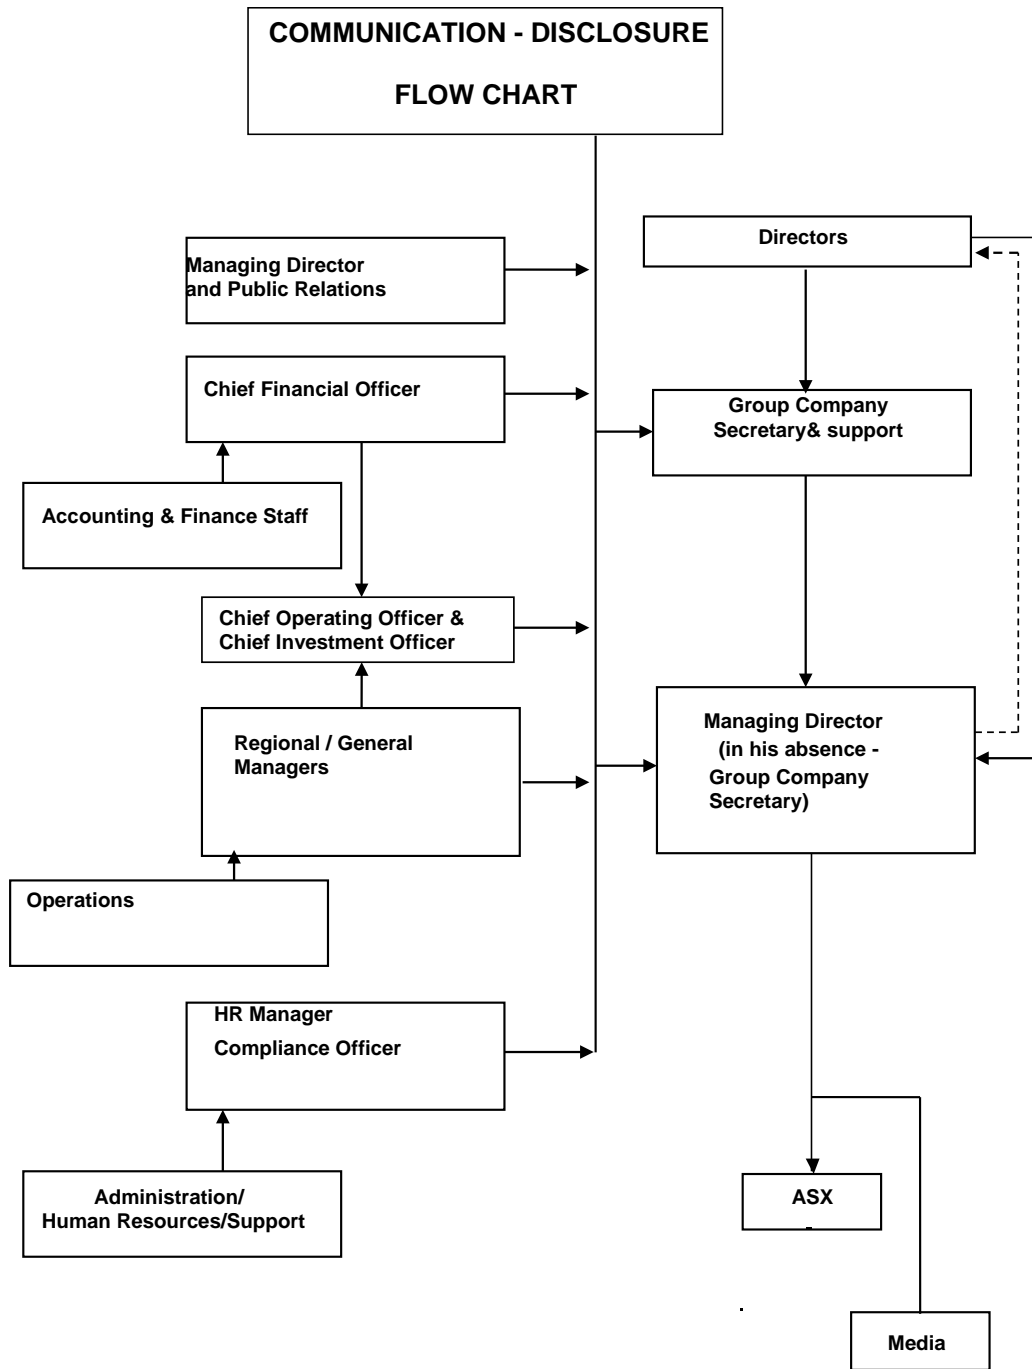 COMMUNICATION - DISCLOSURE
FLOW CHART
Directors
Managing Director
and Public Relations
Chief Financial Officer
Group Company
Secretary& support
Accounting & Finance Staff
Chief Operating Officer &
Chief Investment Officer
Regional / General
Managers
Managing Director
(in his absence -
Group Company
Secretary)
Operations
HR Manager
Compliance Officer
Administration/
Human Resources/Support
ASX
Media